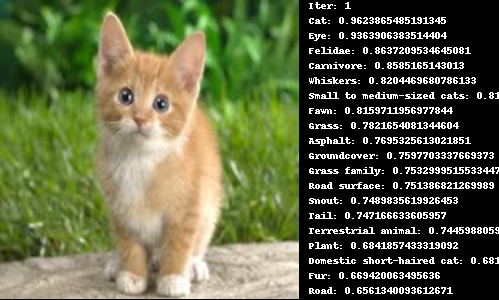 Iter: 1
Cat: 0.9623865485191345
Eye: 0.9363906383514404
Felidae: 0.8637209534645081
Carnivore: 0.8585165143013
Whiskers: 0.8204469680786133
Small to medium-sized cats: 0.81
Fawn: 0.8159711956977844
Grass: 0.7821654081344604
Asphalt: 0.7695325613021851
Groundcover: 0.7597703337669373
Grass family: 0.7532999515533447
Road surface: 0.751386821269989
Snout: 0.7489835619926453
Tail: 0.747166633605957
Terrestrial animal: 0.7445988059
Plant: 0.6841857433319092
Domestic short-haired cat: 0.681
Fur: 0.669420063495636
Road: 0.6561340093612671